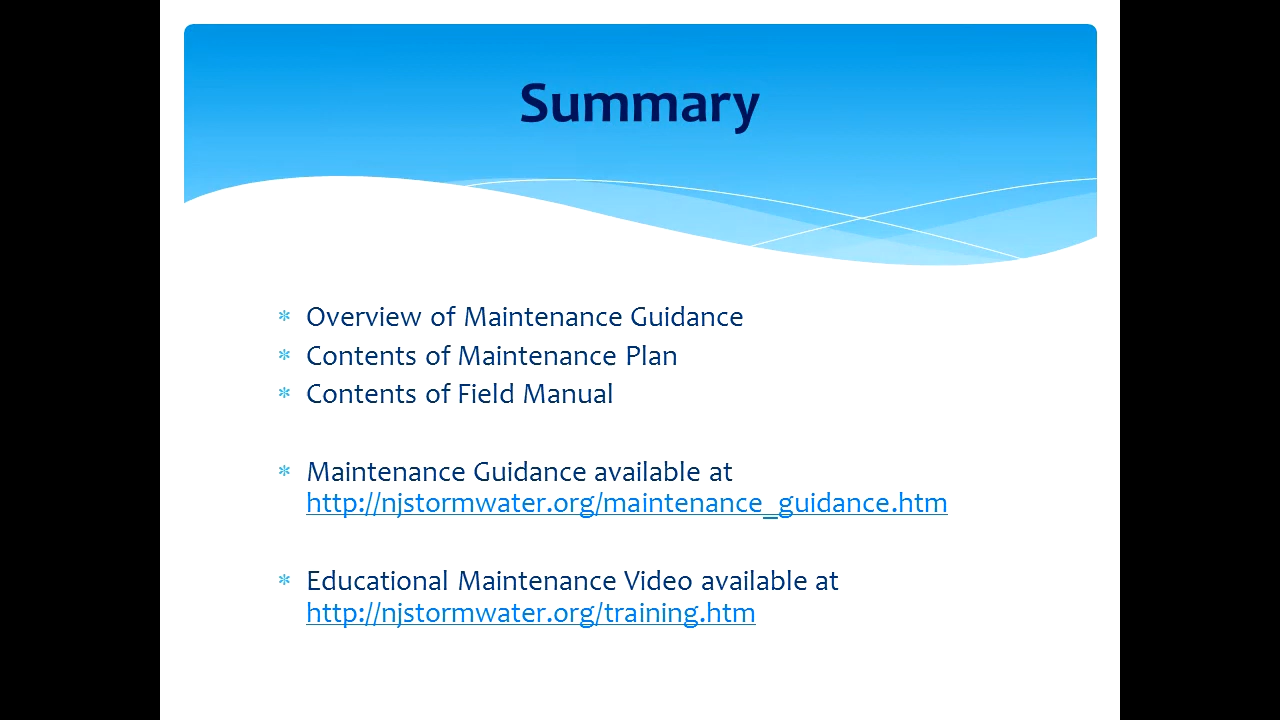 Summary
* Overview of Maintenance Guidance
* Contents of Maintenance Plan
* Contents of Field Manual
* Maintenance Guidance available at
http://njstormwater.org/maintenance_guidance.htm
* Educational Maintenance Video available at
http://njstormwater.org/training.htm